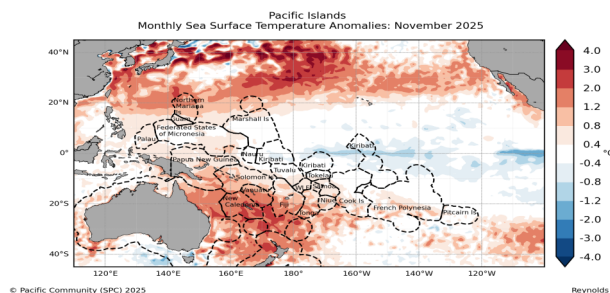 Pacific Islands
Monthly Sea Surface Temperature Anomalies: November 2025
40°N
20°N
0°
20°S
40°S
120°E
140°E
160°E
180°
160°W
140°W
120°W
4.0
3.0
2.0
1.2
0.8
0.4
-0.4
-0.8
-1.2
-2.0
-3.0
-4.0
Northern
Mariana
Guam
Marshall Is
Federated States
of Micronesia
Palau
Nauru
Kiribati
Kiribati
Kiribati
Papua New Guinea
Tuvalu
Tokelau
Solomon Is
Samoa
Vanuatu
Fiji
New
Caledonia
Tonga
Niue
Cook Is
French Polynesia
Pitcairn Is
© Pacific Community (SPC) 2025
Reynolds